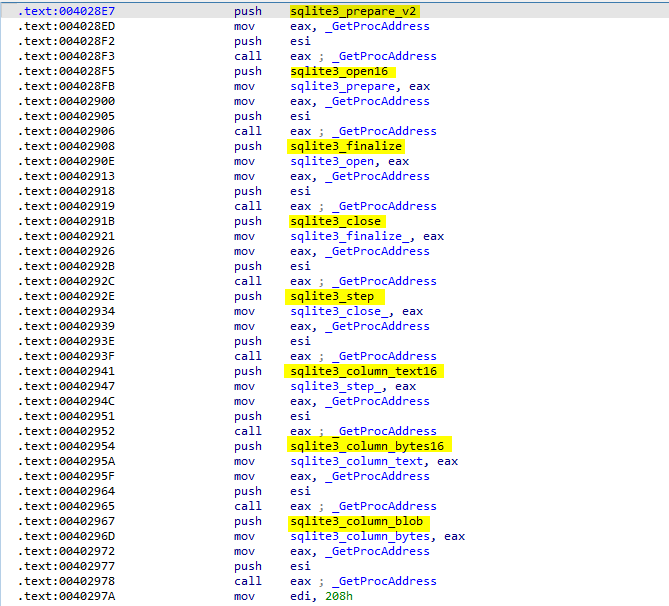 .text:004028E7 push sqlite3_prepare_v2
.text:004028ED mov eax, _GetProcAddress
.text:004028F2 push esi
.text:004028F3 call eax ; _GetProcAddress
.text:004028F5 push sqlite3_open16
.text:004028FB mov sqlite3_prepare, eax
.text:00402900 mov eax, _GetProcAddress
.text:00402905 push esi
.text:00402906 call eax ; _GetProcAddress
.text:00402908 push sqlite3_finalize
.text:0040290E mov sqlite3_open, eax
.text:00402913 mov eax, _GetProcAddress
.text:00402918 push esi
.text:00402919 call eax ; _GetProcAddress
.text:0040291B push sqlite3_close
.text:00402921 mov sqlite3_finalize_, eax
.text:00402926 mov eax, _GetProcAddress
.text:0040292B push esi
.text:0040292C call eax ; _GetProcAddress
.text:0040292E push sqlite3_step
.text:00402934 mov sqlite3_close_, eax
.text:00402939 mov eax, _GetProcAddress
.text:0040293E push esi
.text:0040293F call eax ; _GetProcAddress
.text:00402941 push sqlite3_column_text16
.text:00402947 mov sqlite3_step_, eax
.text:0040294C mov eax, _GetProcAddress
.text:00402951 push esi
.text:00402952 call eax ; _GetProcAddress
.text:00402954 push sqlite3_column_bytes16
.text:0040295A mov sqlite3_column_text, eax
.text:0040295F mov eax, _GetProcAddress
.text:00402964 push esi
.text:00402965 call eax ; _GetProcAddress
.text:00402967 push sqlite3_column_blob
.text:0040296D mov sqlite3_column_bytes, eax
.text:00402972 mov eax, _GetProcAddress
.text:00402977 push esi
.text:00402978 call eax ; _GetProcAddress
.text:0040297A mov edi, 208h